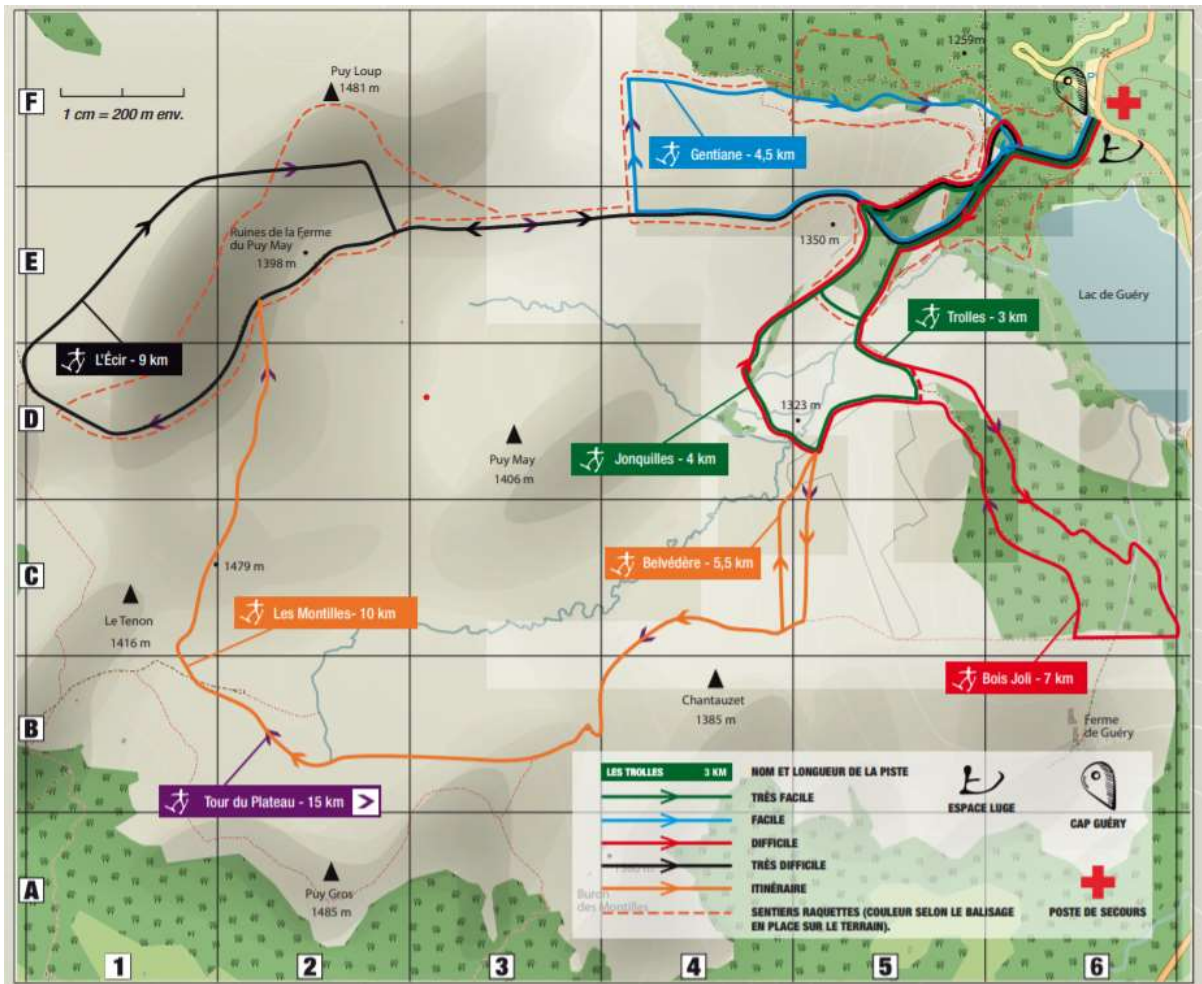 1259m
Puy Loup
1481 m
F
1 cm = 200 m env.
Gentiane - 4,5 km
Ruines de la Ferme
du Puy May
1398 m
1350 m
E
Lac de Guéry
Trolles - 3 km
L'Écir - 9 km
D
1323 m
Puy May
1406 m
Jonquilles - 4 km
Belvédère - 5,5 km
C
1479 m
Les Montilles- 10 km
Le Tenon
1416 m
Bois Joli - 7 km
Chantauzet
1385 m
B
Ferme
de Guéry
Tour du Plateau - 15 km
LES TROLLES 3 KM
NOM ET LONGUEUR DE LA PISTE
TRÈS FACILE
FACILE
DIFFICILE
TRÈS DIFFICILE
ITINÉRAIRE
SENTIERS RAQUETTES (COULEUR SELON LE BALISAGE
EN PLACE SUR LE TERRAIN).
ESPACE LUGE
CAP GUÉRY
POSTE DE SECOURS
A
Puy Gros
1485 m
Buron
des Montilles
1
2
3
4
5
6